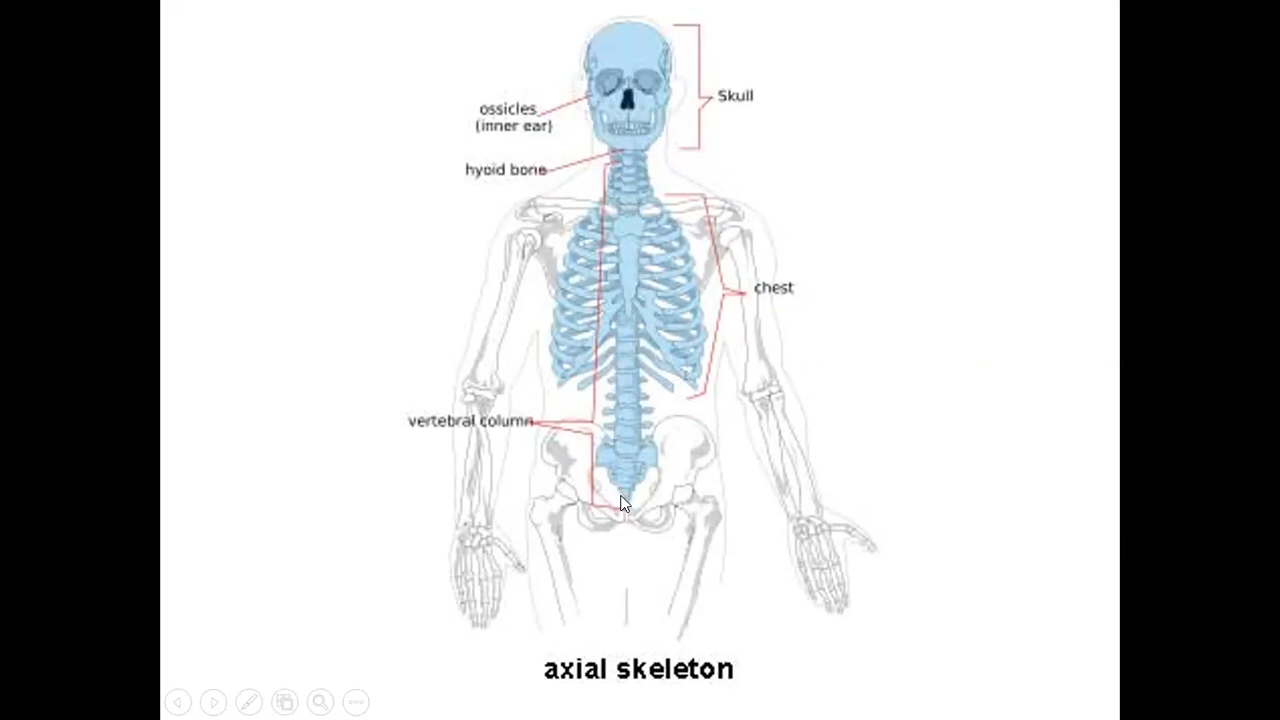 Skull
ossicles
(inner ear)
hyoid bone
chest
vertebral column
axial skeleton